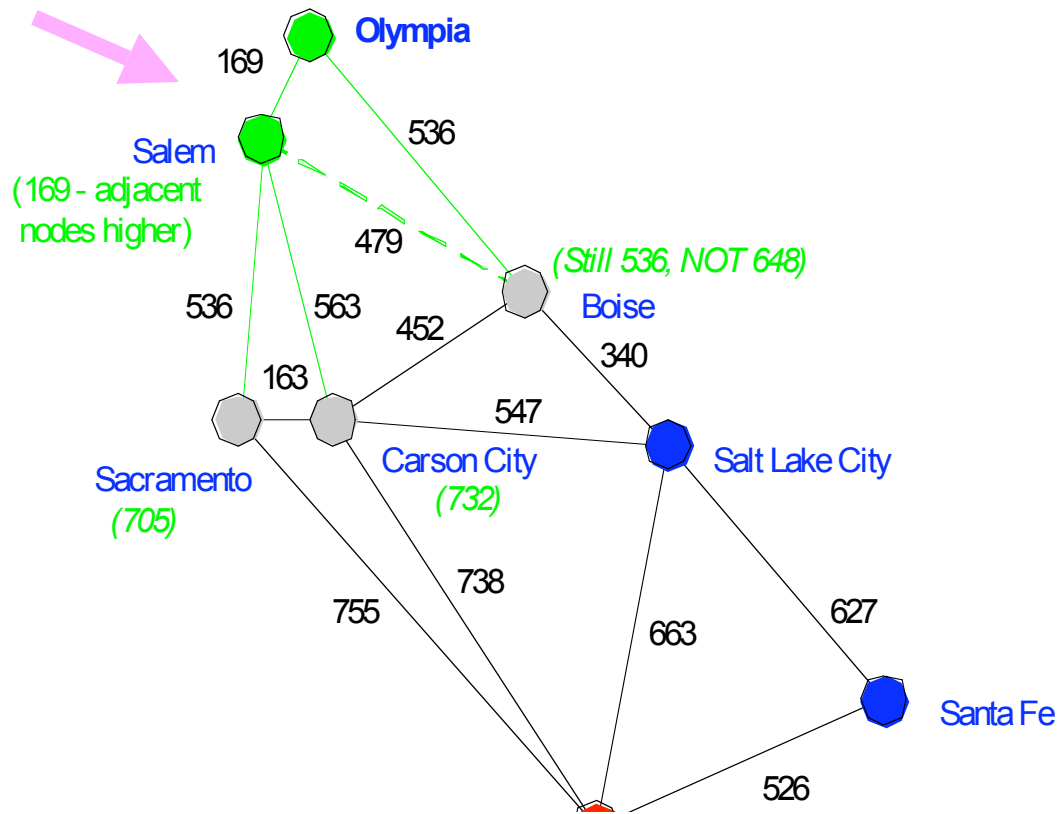 Olympia
169
536
Salem
(169 - adjacent
nodes higher)
479
(Still 536, NOT 648)
Boise
536
563
452
340
163
547
Carson City
(732)
Salt Lake City
Sacramento
(705)
738
755
663
627
Santa Fe
526